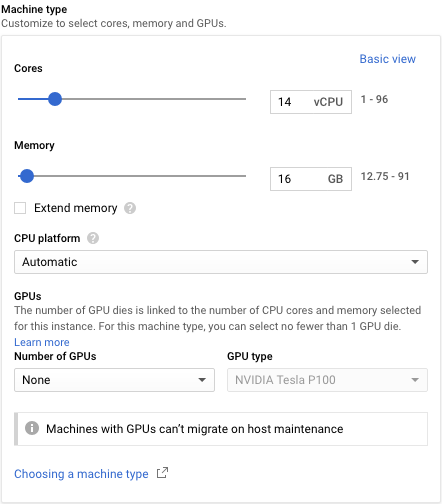 Machine type
Customize to select cores, memory and GPUs.
Basic view
Cores
14 vCPU 1 - 96
Memory
16 GB 12.75 - 91
Extend memory ?
CPU platform ?
Automatic
GPUs
The number of GPU dies is linked to the number of CPU cores and memory selected
for this instance. For this machine type, you can select no fewer than 1 GPU die.
Learn more
Number of GPUs GPU type
None NVIDIA Tesla P100
Machines with GPUs can’t migrate on host maintenance
Choosing a machine type